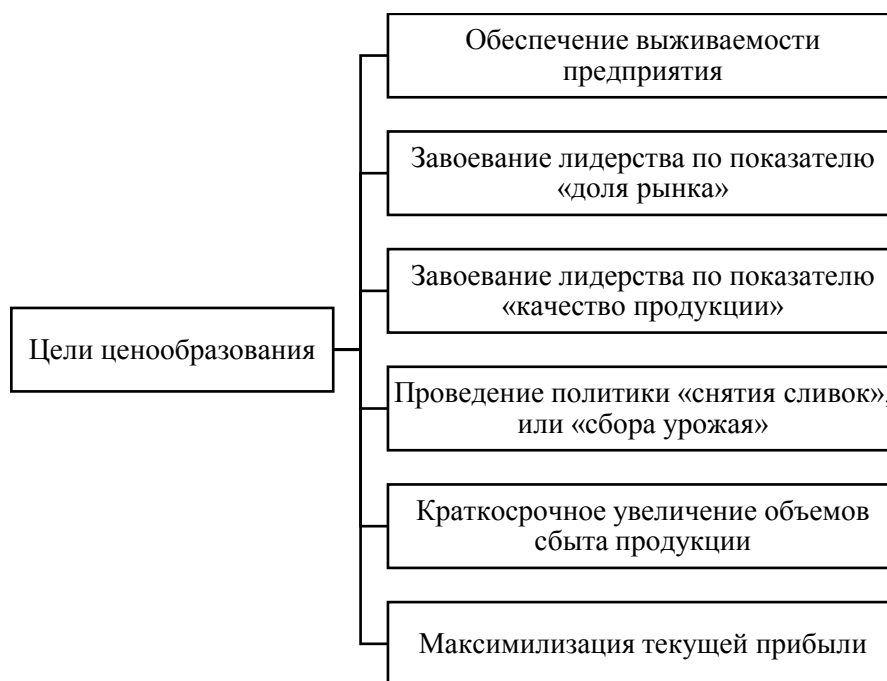 Обеспечение выживаемости
предприятия
Завоевание лидерства по показателю
«доля рынка»
Завоевание лидерства по показателю
«качество продукции»
Цели ценообразования
Проведение политики «снятия сливок»,
или «сбора урожая»
Краткосрочное увеличение объемов
сбыта продукции
Максимилизация текущей прибыли